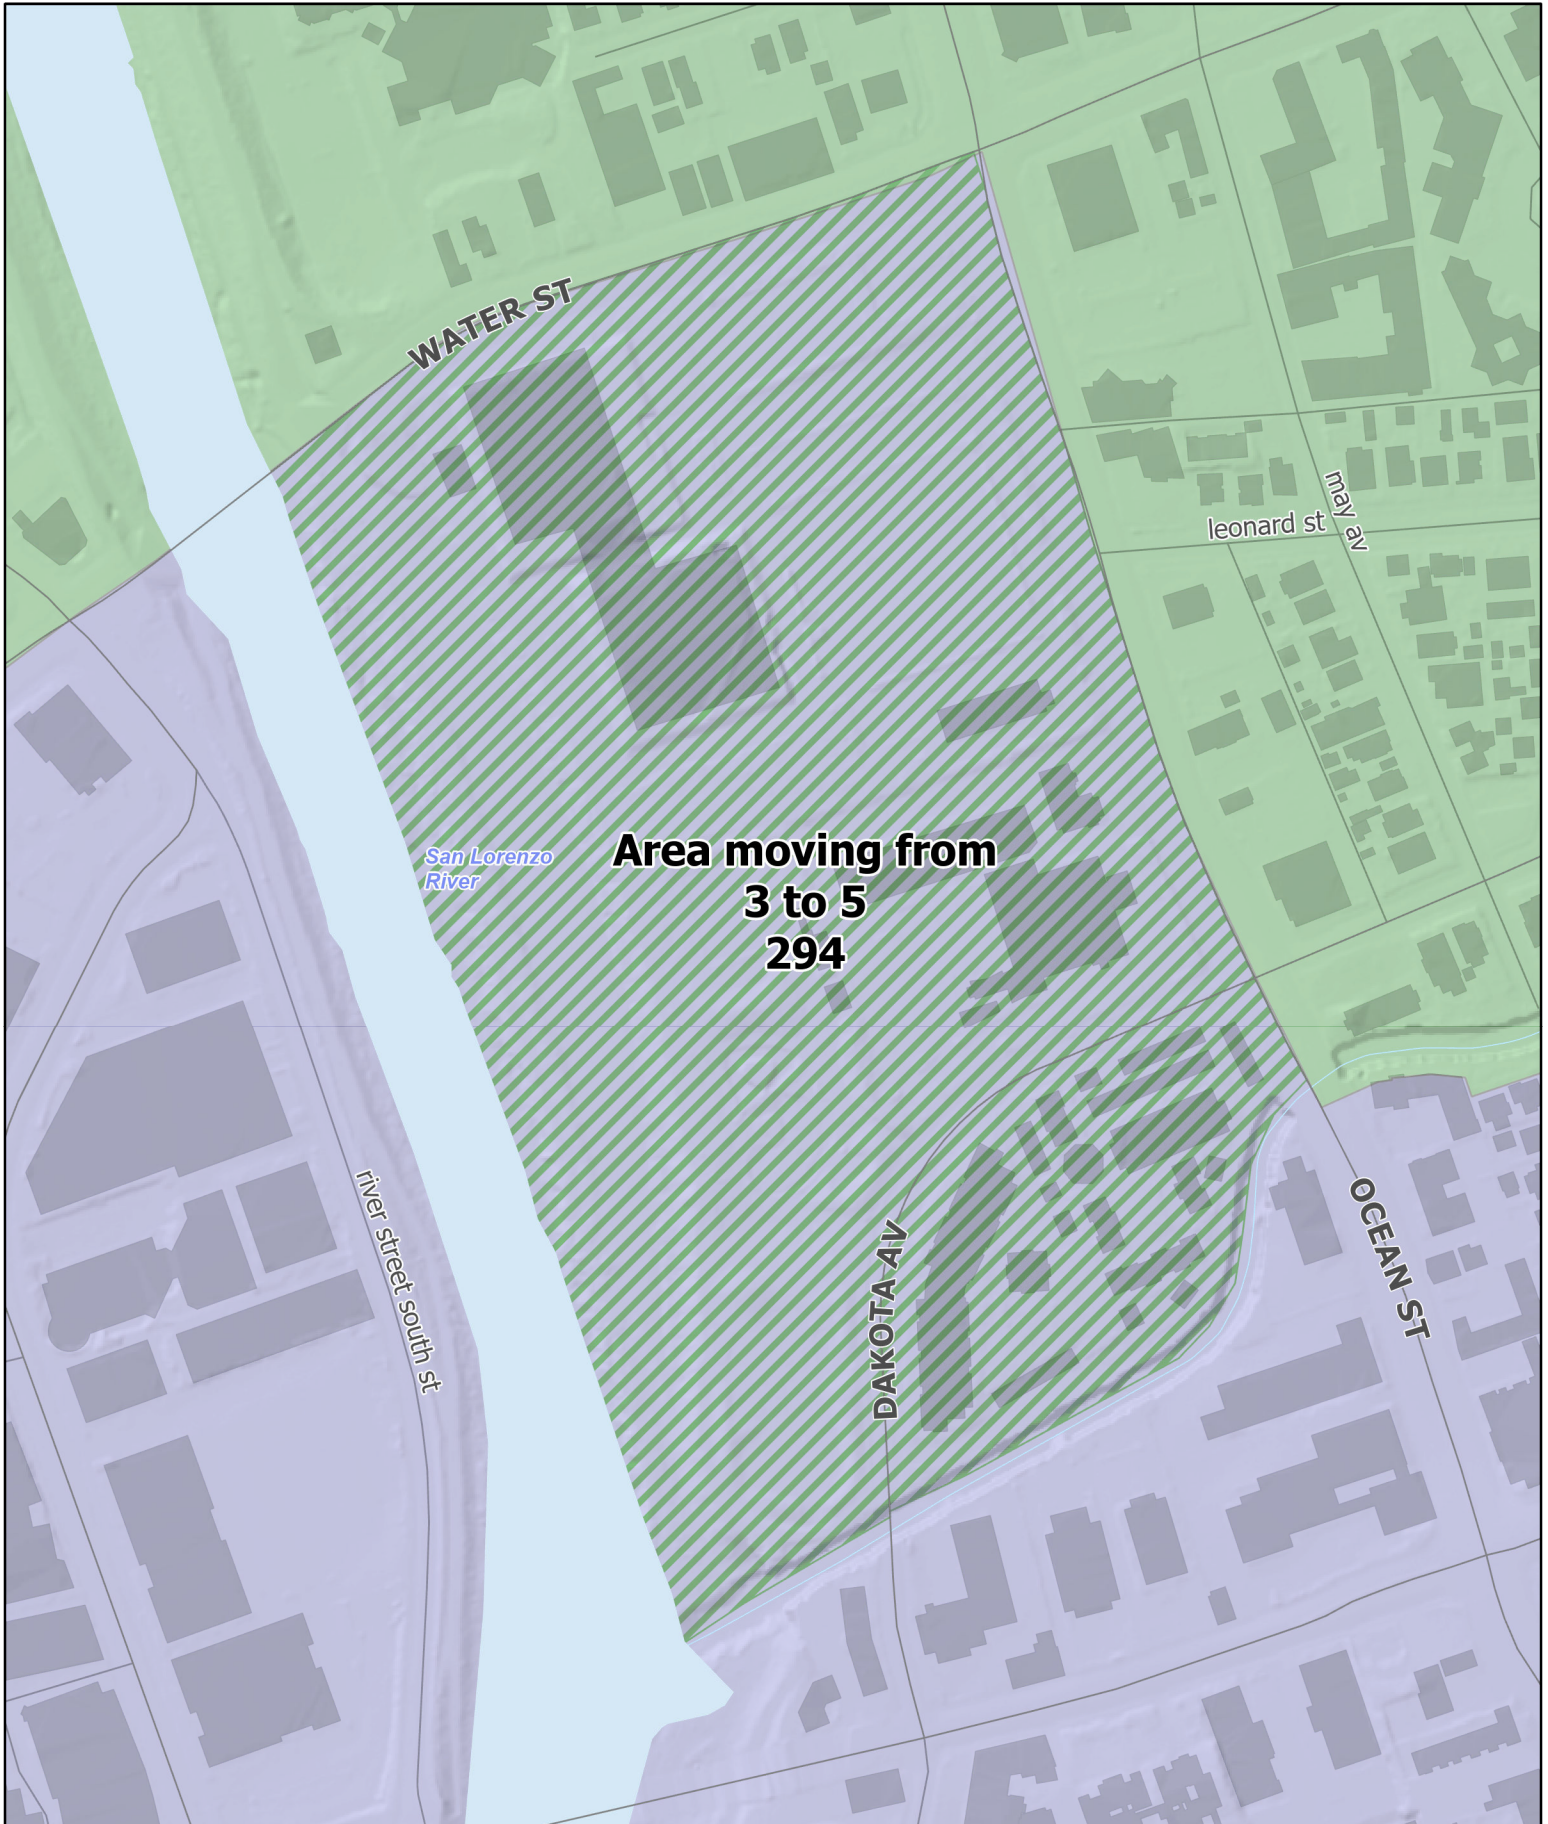 WATER ST
may av
leonard st
San Lorenzo
River
Area moving from
3 to 5
294
river street south st
DAKOTA AV
OCEAN ST